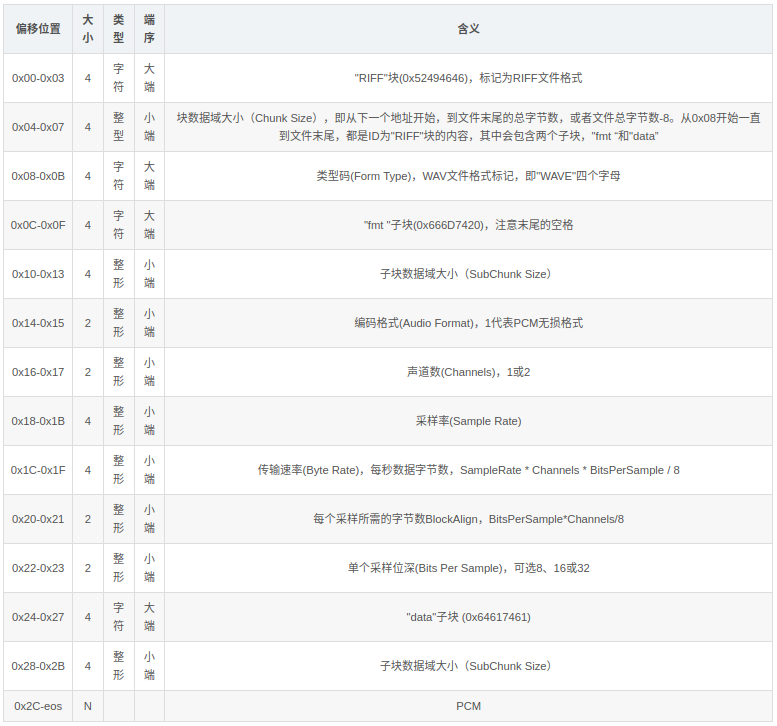 偏移位置 大小 类型 端序 含义
0x00-0x03 4 字符 大端 "RIFF"块(0x52494646)，标记为RIFF文件格式
0x04-0x07 4 整型 小端 块数据域大小（Chunk Size），即从下一个地址开始，到文件末尾的总字节数，或者文件总字节数-8。从0x08开始一直
到文件末尾，都是ID为"RIFF"块的内容，其中会包含两个子块，"fmt "和"data"
0x08-0x0B 4 字符 大端 类型码(Form Type)，WAV文件格式标记，即"WAVE"四个字母
0x0C-0x0F 4 字符 大端 "fmt "子块(0x666D7420)，注意末尾的空格
0x10-0x13 4 整形 小端 子块数据域大小（SubChunk Size）
0x14-0x15 2 整形 小端 编码格式(Audio Format)，1代表PCM无损格式
0x16-0x17 2 整形 小端 声道数(Channels)，1或2
0x18-0x1B 4 整形 小端 采样率(Sample Rate)
0x1C-0x1F 4 整形 小端 传输速率(Byte Rate)，每秒数据字节数，SampleRate * Channels * BitsPerSample / 8
0x20-0x21 2 整形 小端 每个采样所需的字节数BlockAlign，BitsPerSample*Channels/8
0x22-0x23 2 整形 小端 单个采样位深(Bits Per Sample)，可选8、16或32
0x24-0x27 4 字符 大端 "data"子块 (0x64617461)
0x28-0x2B 4 整形 小端 子块数据域大小（SubChunk Size）
0x2C-eos N PCM